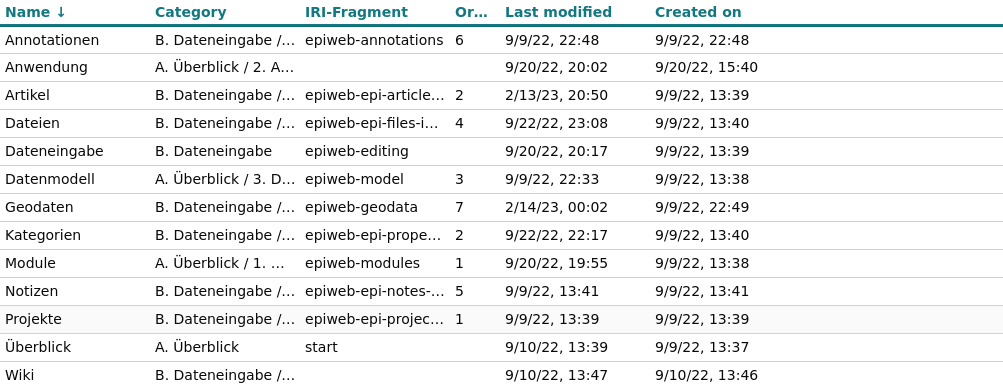 Name ↓ Category IRI-Fragment Or... Last modified Created on
Annotationen B. Dateneingabe /... epiweb-annotations 6 9/9/22, 22:48 9/9/22, 22:48
Anwendung A. Überblick / 2. A... 9/20/22, 20:02 9/20/22, 15:40
Artikel B. Dateneingabe /... epiweb-epi-article... 2 2/13/23, 20:50 9/9/22, 13:39
Dateien B. Dateneingabe /... epiweb-epi-files-i... 4 9/22/22, 23:08 9/9/22, 13:40
Dateneingabe B. Dateneingabe epiweb-editing 9/20/22, 20:17 9/9/22, 13:39
Datenmodell A. Überblick / 3. D... epiweb-model 3 9/9/22, 22:33 9/9/22, 13:38
Geodaten B. Dateneingabe /... epiweb-geodata 7 2/14/23, 00:02 9/9/22, 22:49
Kategorien B. Dateneingabe /... epiweb-epi-prope... 2 9/22/22, 22:17 9/9/22, 13:40
Module A. Überblick / 1. ... epiweb-modules 1 9/20/22, 19:55 9/9/22, 13:38
Notizen B. Dateneingabe /... epiweb-epi-notes-... 5 9/9/22, 13:41 9/9/22, 13:41
Projekte B. Dateneingabe /... epiweb-epi-projec... 1 9/9/22, 13:39 9/9/22, 13:39
Überblick A. Überblick start 9/10/22, 13:39 9/9/22, 13:37
Wiki B. Dateneingabe /... 9/10/22, 13:47 9/10/22, 13:46